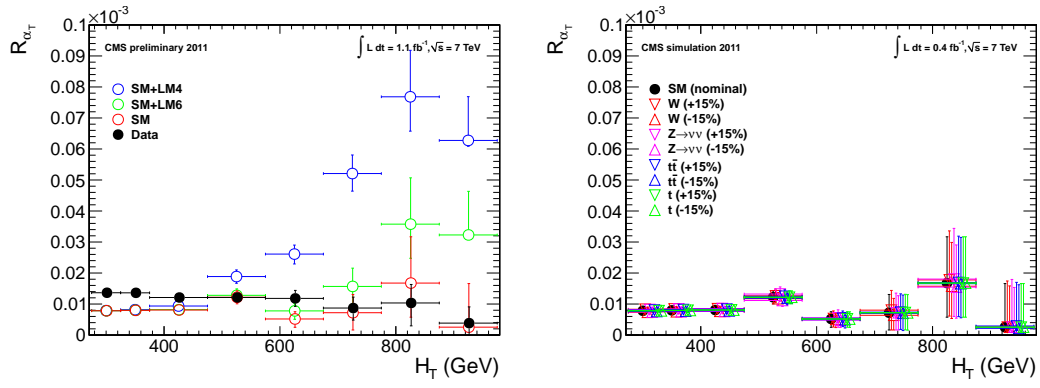 ×10⁻³
0.1
CMS preliminary 2011
∫ L dt = 1.1 fb⁻¹, √s = 7 TeV
R_{α_T}
0.09
SM+LM4
0.08
SM+LM6
0.07
SM
Data
0.06
0.05
0.04
0.03
0.02
0.01
0
400 600 800
H_T (GeV)
×10⁻³
0.1
CMS simulation 2011
∫ L dt = 0.4 fb⁻¹, √s = 7 TeV
R_{α_T}
0.09
SM (nominal)
0.08
W (+15%)
W (-15%)
0.07
Z→νν (+15%)
0.06
Z→νν (-15%)
tt̄ (+15%)
0.05
tt̄ (-15%)
t (+15%)
0.04
t (-15%)
0.03
0.02
0.01
0
400 600 800
H_T (GeV)